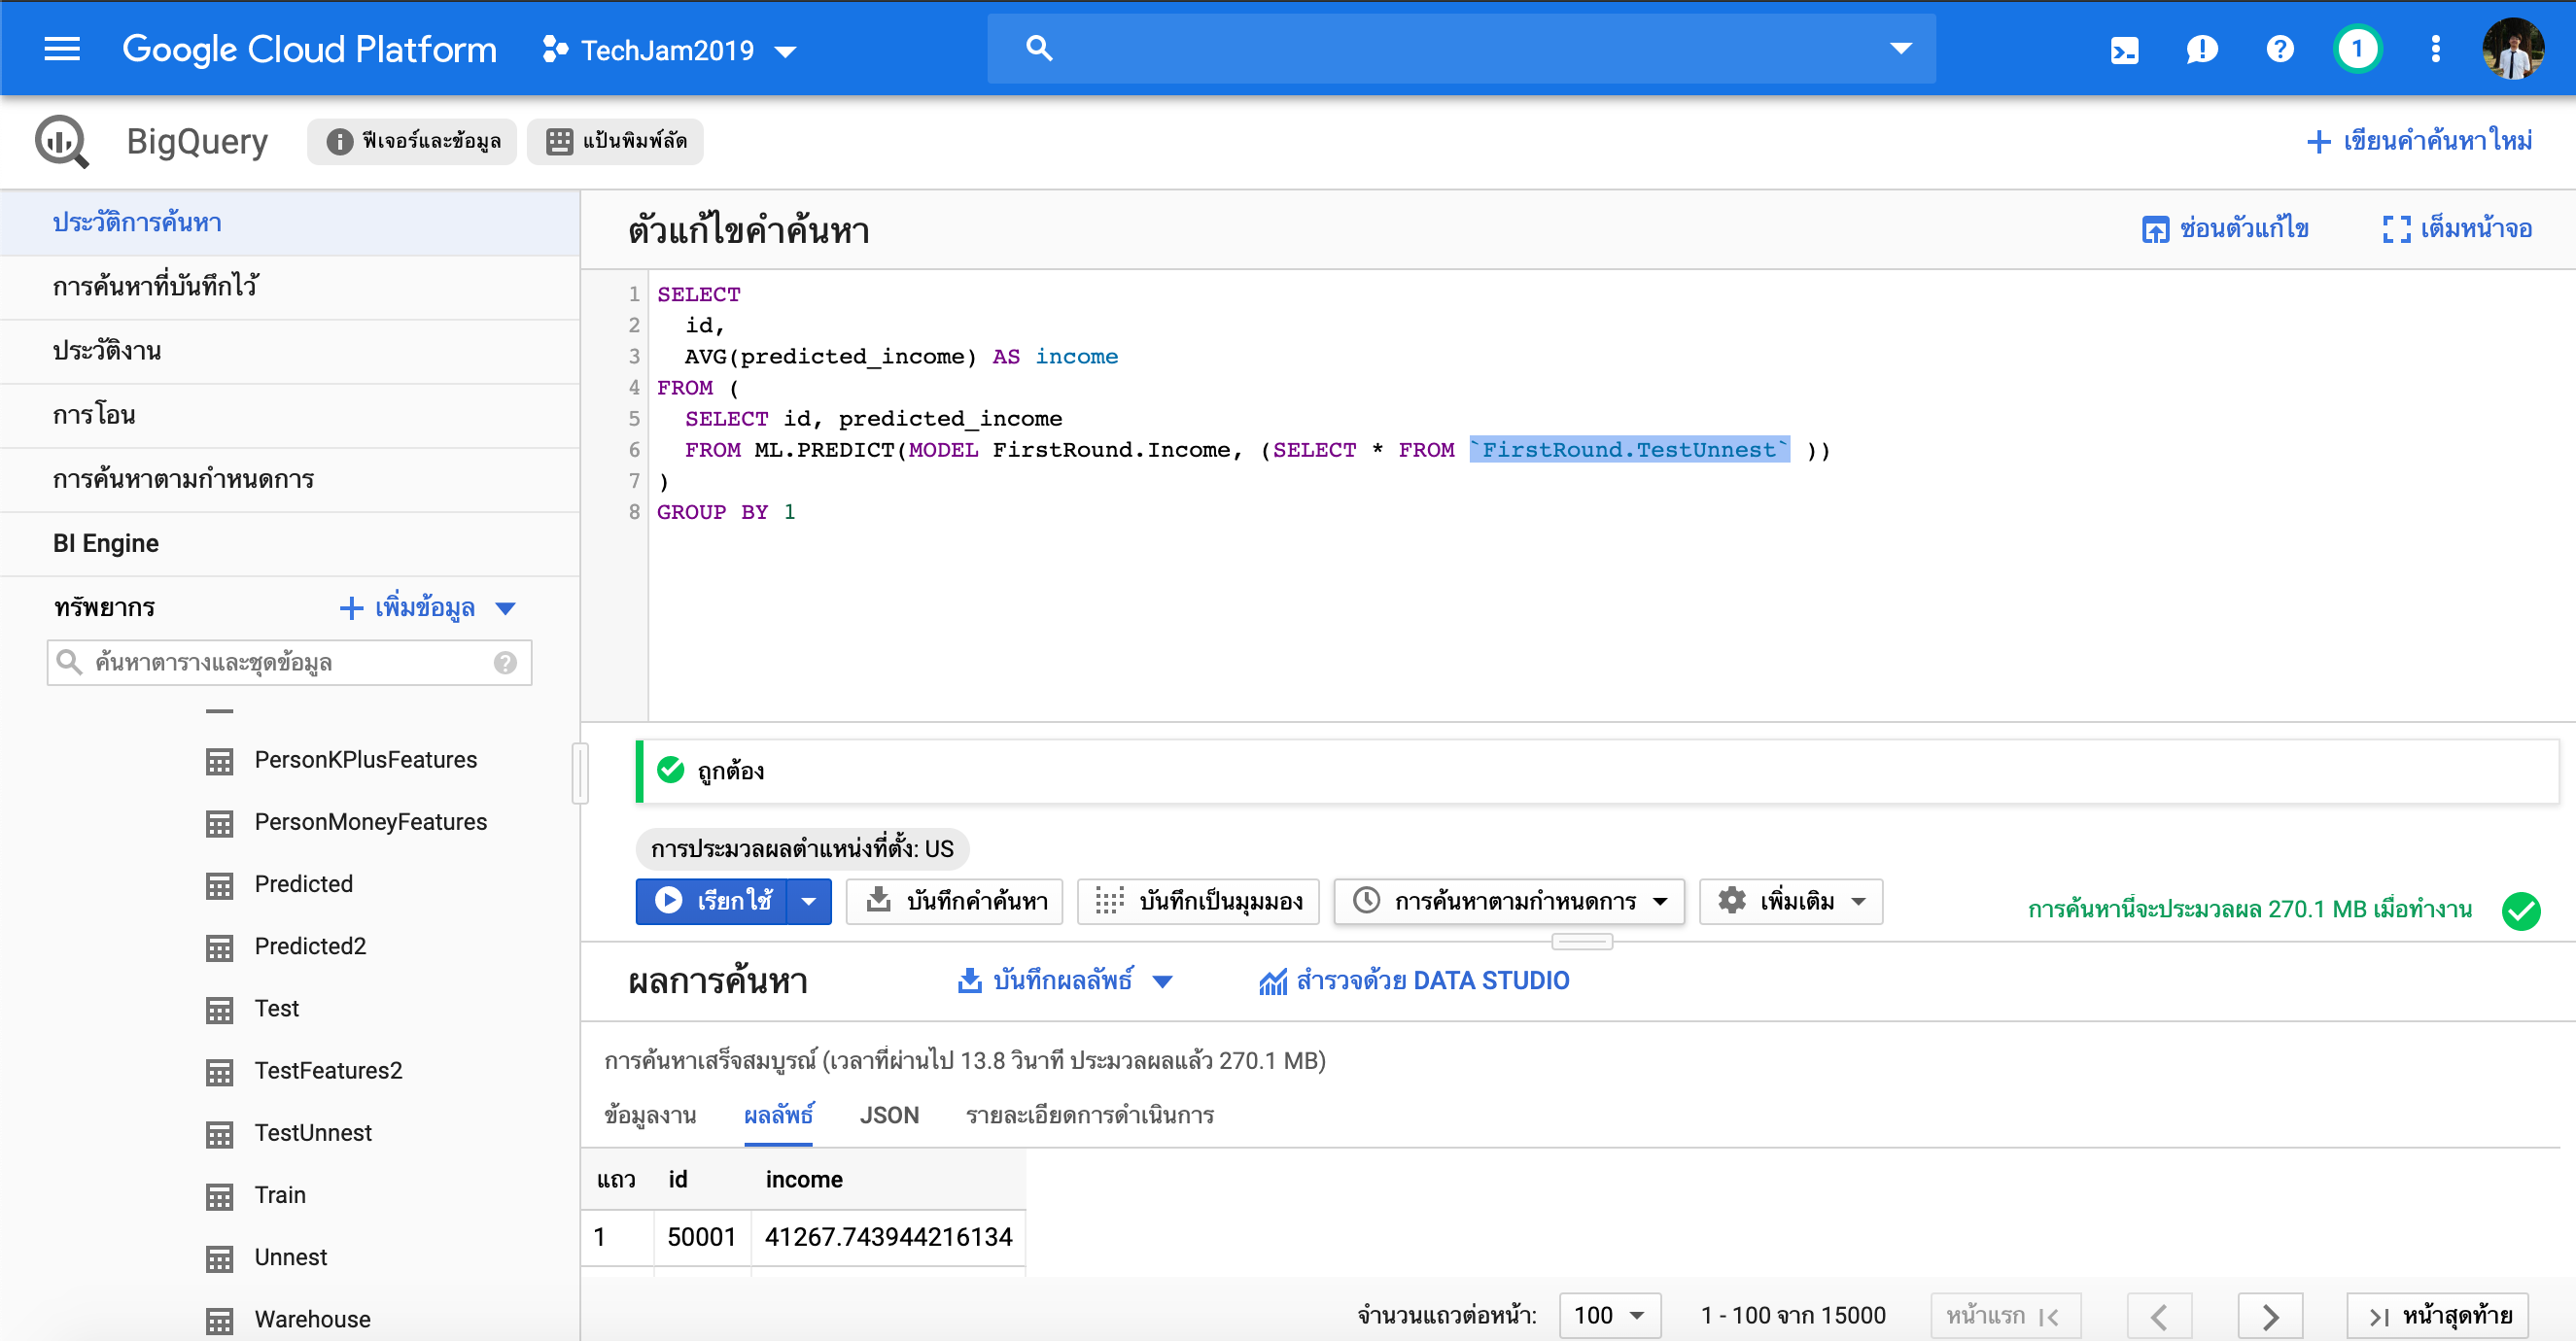 Google Cloud Platform TechJam2019 1
BigQuery ฟีเจอร์และข้อมูล แป้นพิมพ์ลัด เขียนคำค้นหาใหม่
ประวัติการค้นหา
การค้นหาที่บันทึกไว้
ประวัติงาน
การโอน
การค้นหาตามกำหนดการ
BI Engine
ทรัพยากร เพิ่มข้อมูล
ค้นหาตารางและชุดข้อมูล
PersonKPlusFeatures
PersonMoneyFeatures
Predicted
Predicted2
Test
TestFeatures2
TestUnnest
Train
Unnest
Warehouse
ตัวแก้ไขคำค้นหา ซ่อนตัวแก้ไข เต็มหน้าจอ
1 SELECT
2 id,
3 AVG(predicted_income) AS income
4 FROM (
5 SELECT id, predicted_income
6 FROM ML.PREDICT(MODEL FirstRound.Income, (SELECT * FROM `FirstRound.TestUnnest` ))
7 )
8 GROUP BY 1
ถูกต้อง
การประมวลผลตำแหน่งที่ตั้ง: US
เรียกใช้ บันทึกคำค้นหา บันทึกเป็นมุมมอง การค้นหาตามกำหนดการ เพิ่มเติม การค้นหานี้จะประมวลผล 270.1 MB เมื่อทำงาน
ผลการค้นหา บันทึกผลลัพธ์ สำรวจด้วย DATA STUDIO
การค้นหาเสร็จสมบูรณ์ (เวลาที่ผ่านไป 13.8 วินาที ประมวลผลแล้ว 270.1 MB)
ข้อมูลงาน ผลลัพธ์ JSON รายละเอียดการดำเนินการ
แถว id income
1 50001 41267.743944216134
จำนวนแถวต่อหน้า: 100 1 - 100 จาก 15000 หน้าแรก หน้าสุดท้าย